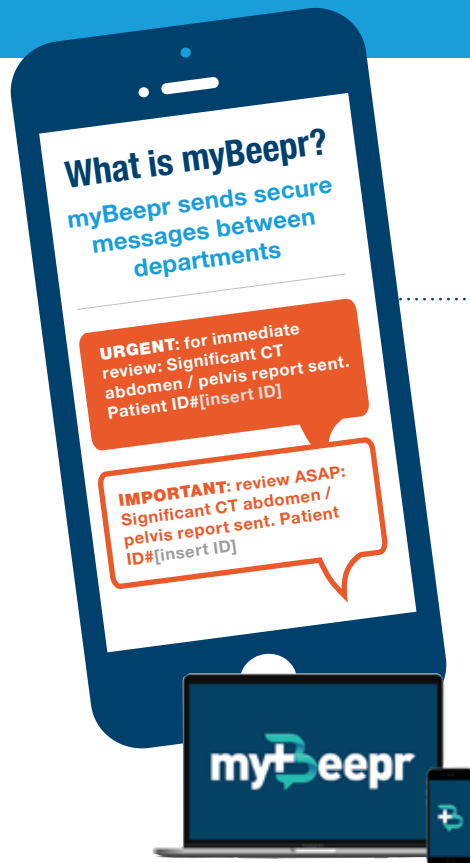 What is myBeepr?
myBeepr sends secure
messages between
departments
URGENT: for immediate
review: Significant CT
abdomen / pelvis report sent.
Patient ID#[insert ID]
IMPORTANT: review ASAP:
Significant CT abdomen /
pelvis report sent. Patient
ID#[insert ID]
myBeepr